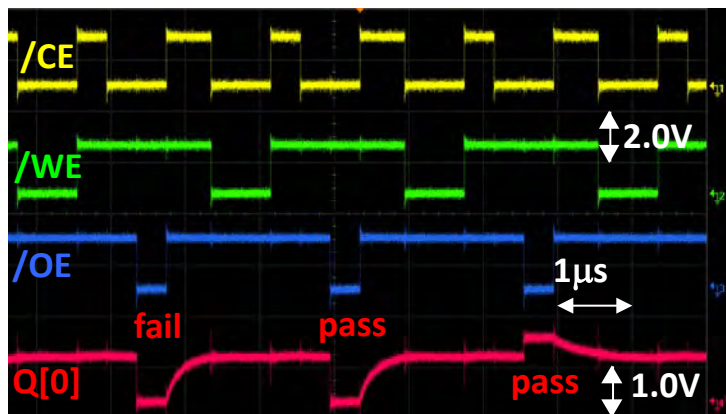 /CE
2.0V
/WE
/OE
1μs
fail
pass
pass
Q[0]
1.0V